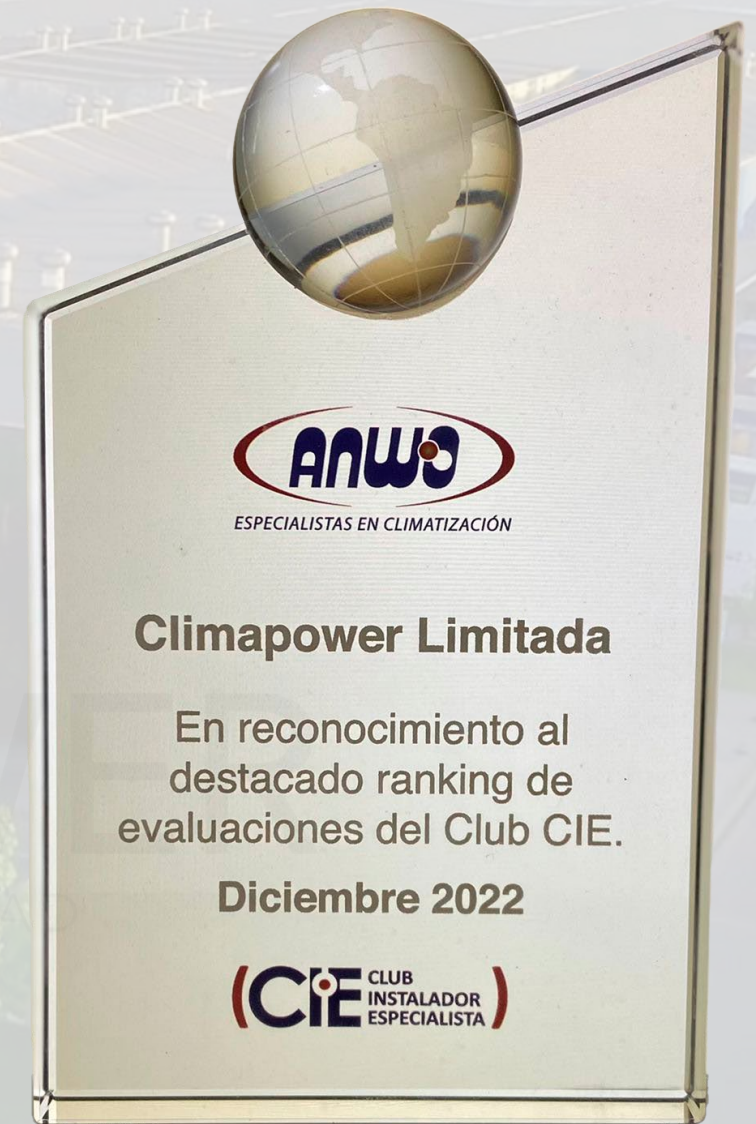 ANWO
ESPECIALISTAS EN CLIMATIZACIÓN
Climapower Limitada
En reconocimiento al
destacado ranking de
evaluaciones del Club CIE.
Diciembre 2022
CIE CLUB
INSTALADOR
ESPECIALISTA